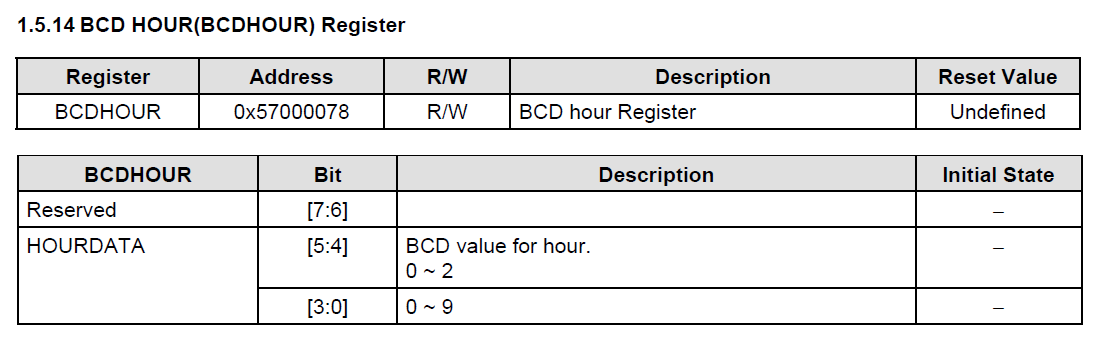 1.5.14 BCD HOUR(BCDHOUR) Register
Register Address R/W Description Reset Value
BCDHOUR 0x57000078 R/W BCD hour Register Undefined
BCDHOUR Bit Description Initial State
Reserved [7:6] –
HOURDATA [5:4] BCD value for hour. –
0 ~ 2
[3:0] 0 ~ 9 –